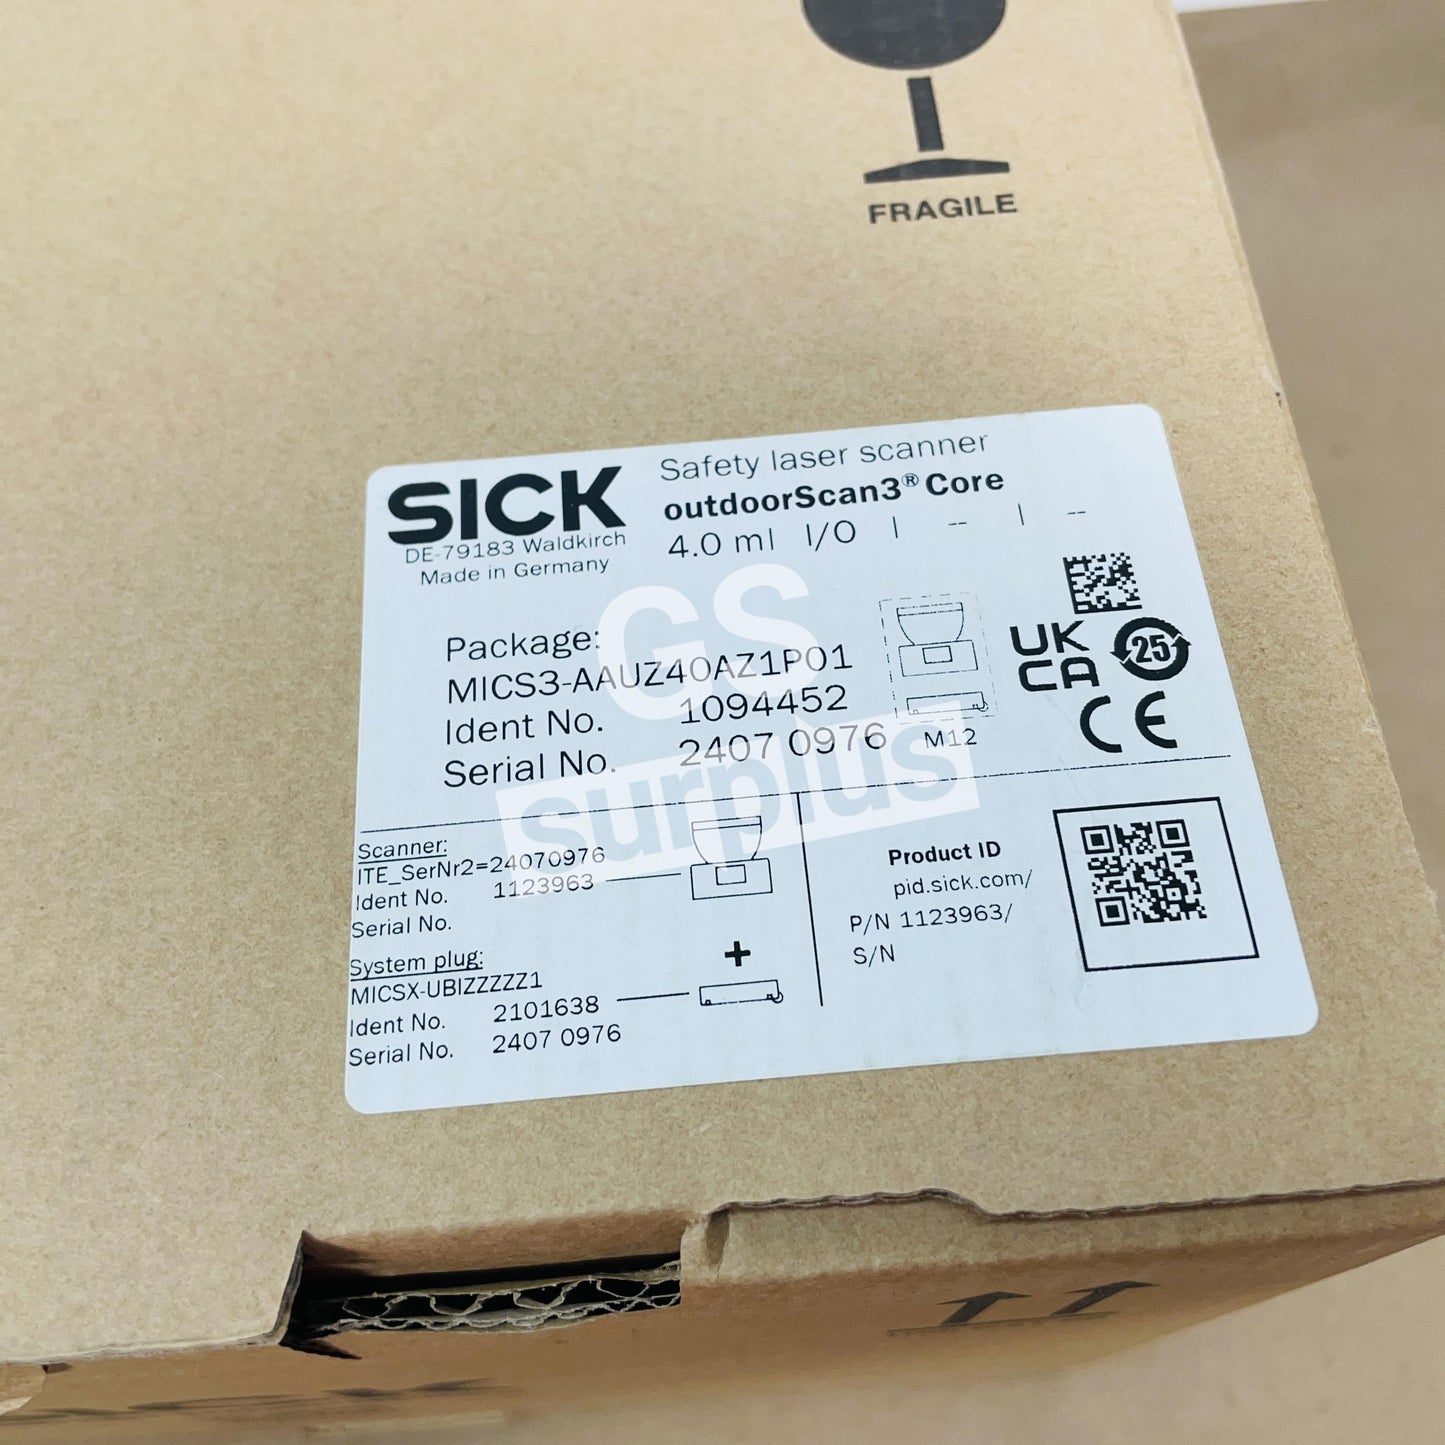 FRAGILE
SICK
DE-79183 Waldkirch
Made in Germany
Safety laser scanner
outdoorScan3® Core
4.0 m| I/O | -- | --
Package:
MICS3-AAUZ40AZ1P01
Ident No. 1094452
Serial No. 2407 0976
M12
UK
CA
25
CE
GS
surplus
Scanner:
ITE_SerNr2=24070976
Ident No. 1123963
Serial No.
System plug:
MICSX-UBIZZZZZ1
Ident No. 2101638
Serial No. 2407 0976
+
Product ID
pid.sick.com/
P/N 1123963/
S/N